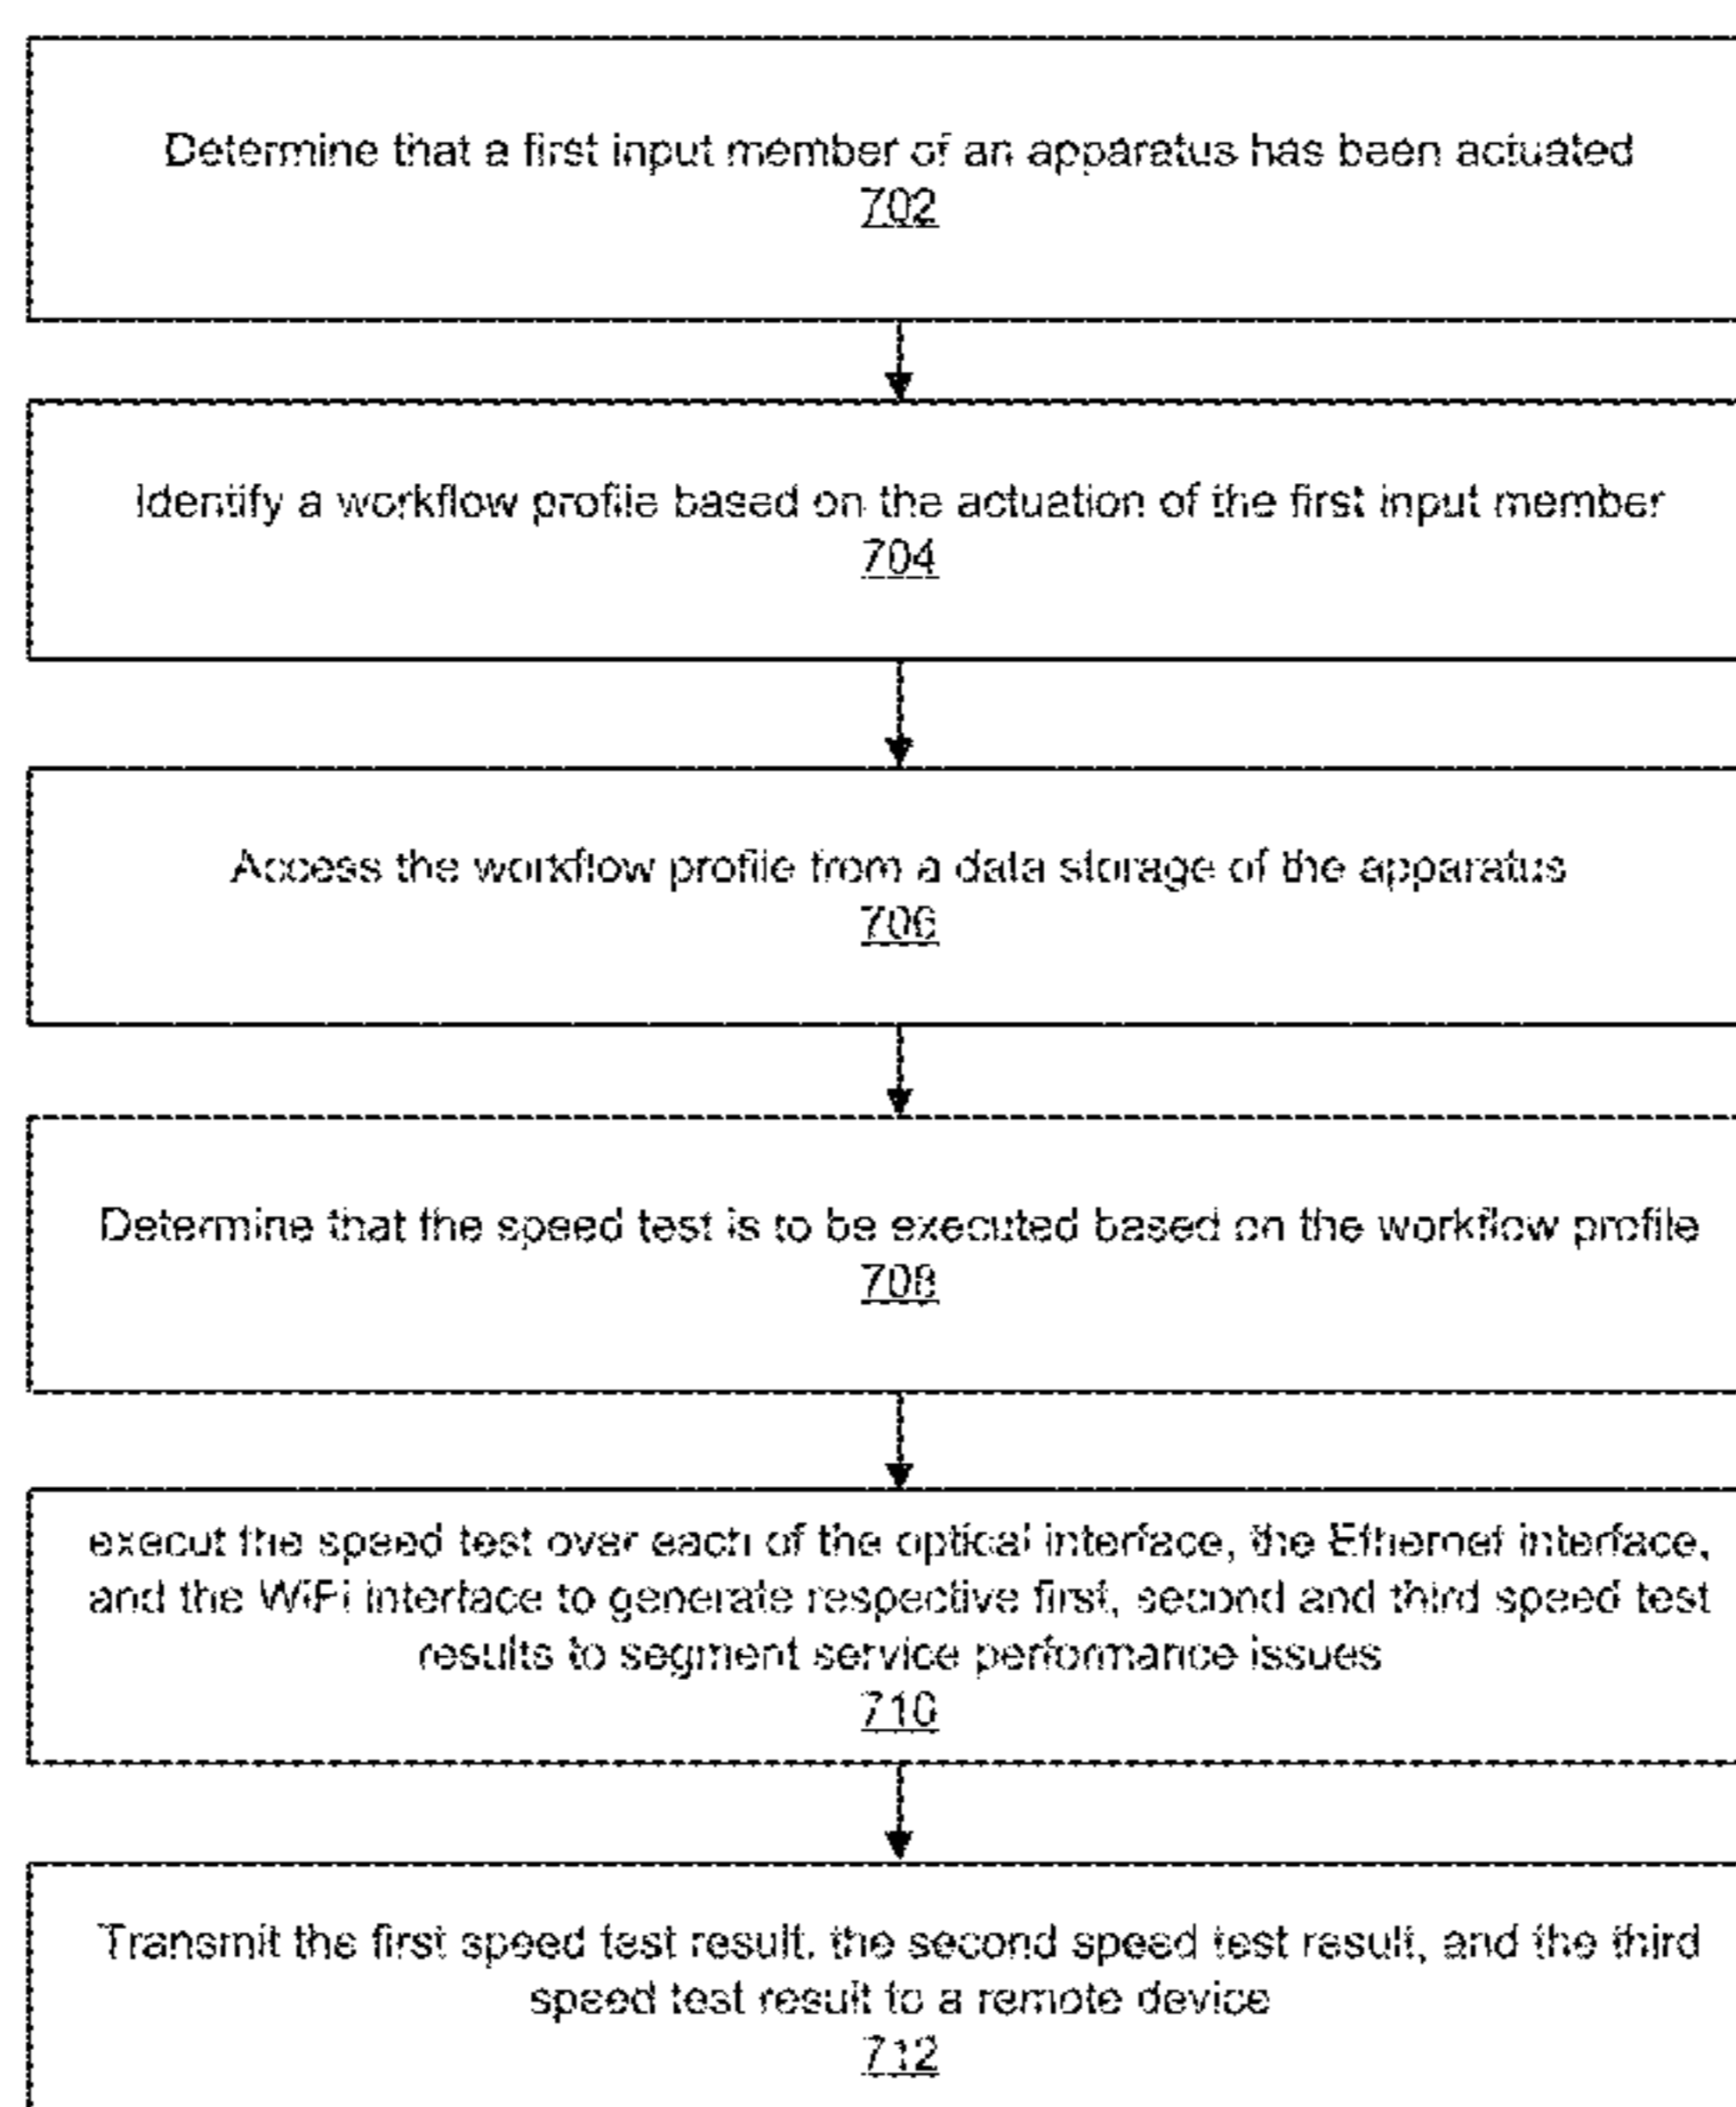 Determine that a first input member of an apparatus has been actuated
702
Identify a workflow profile based on the actuation of the first input member
704
Access the workflow profile from a data storage of the apparatus
706
Determine that the speed test is to be executed based on the workflow profile
708
execut the speed test over each of the optical interface, the Ethernet interface,
and the WiFi interface to generate respective first, second and third speed test
results to segment service performance issues
710
Transmit the first speed test result, the second speed test result, and the third
speed test result to a remote device
712